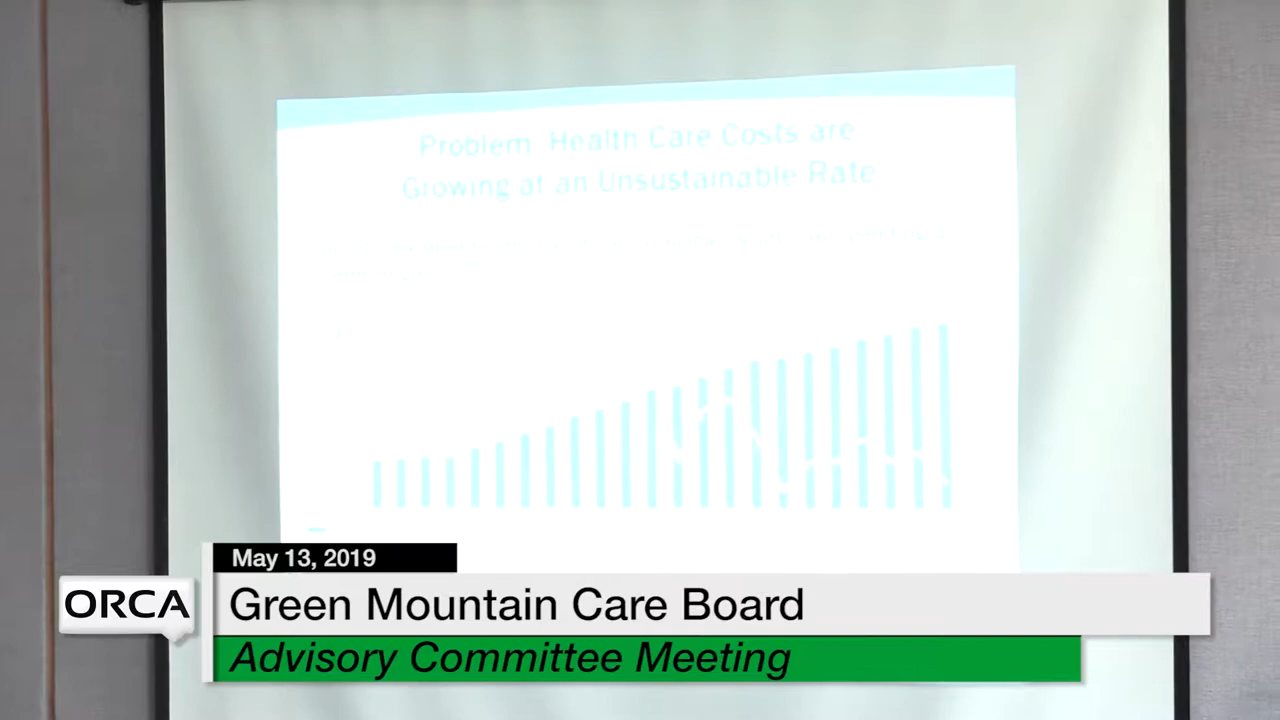 Problem: Health Care Costs are
Growing at an Unsustainable Rate
May 13, 2019
ORCA
Green Mountain Care Board
Advisory Committee Meeting